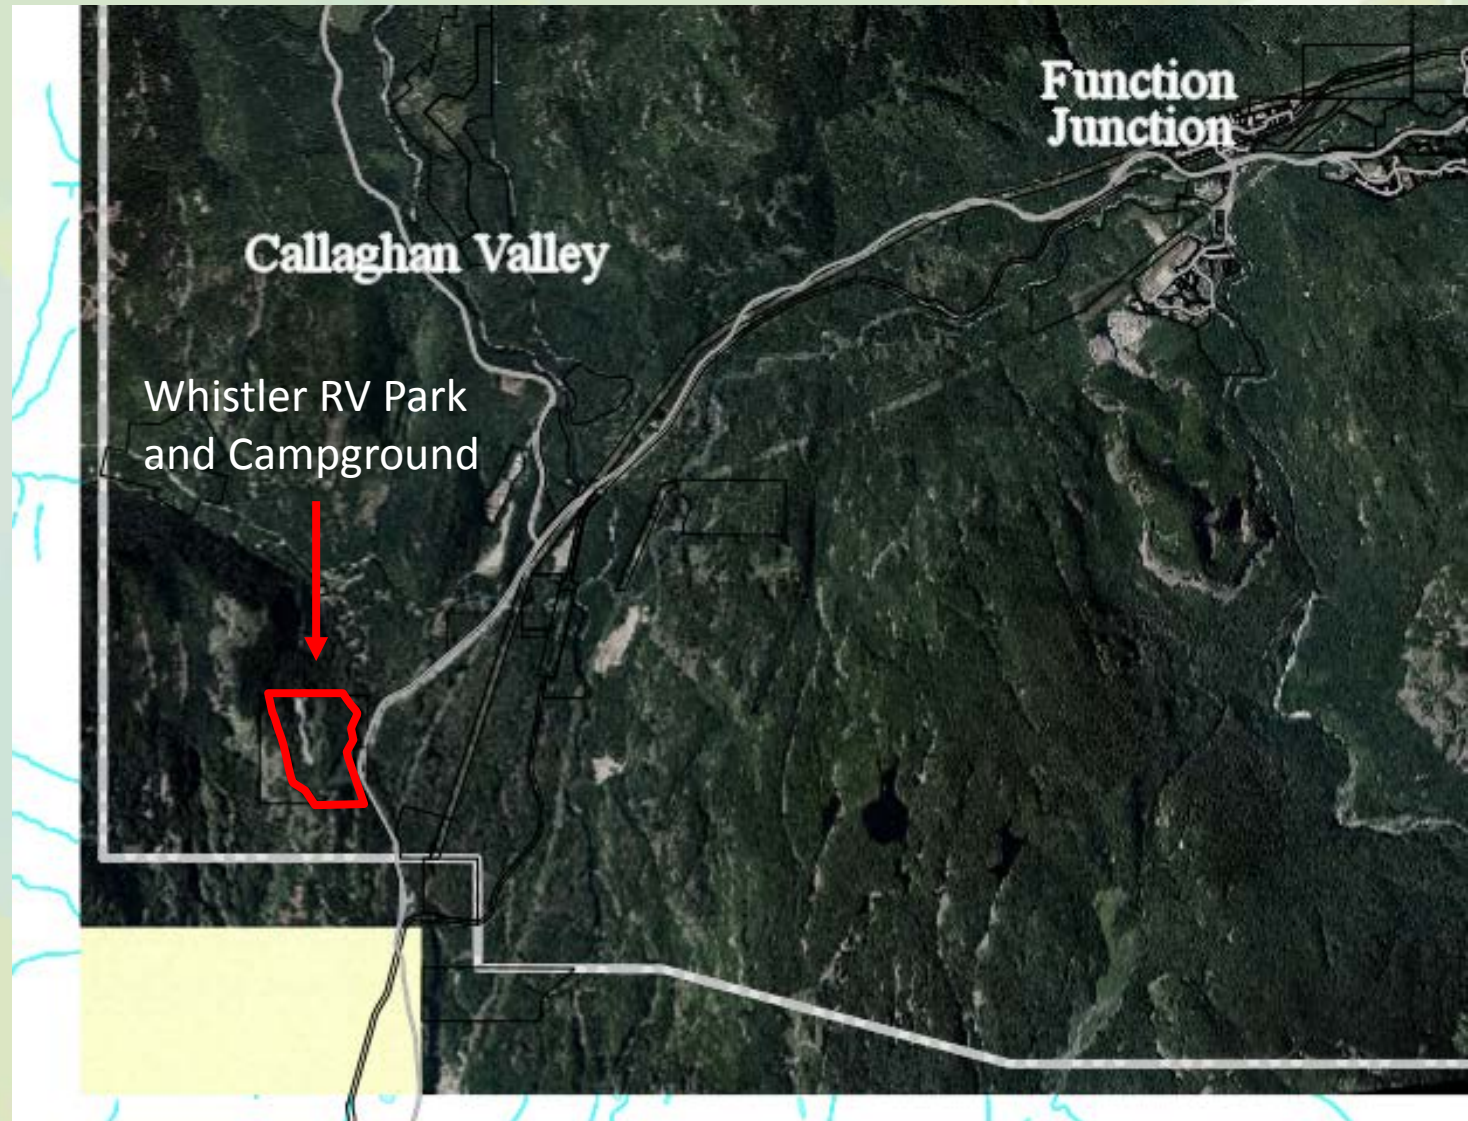 Function
Junction
Callaghan Valley
Whistler RV Park
and Campground